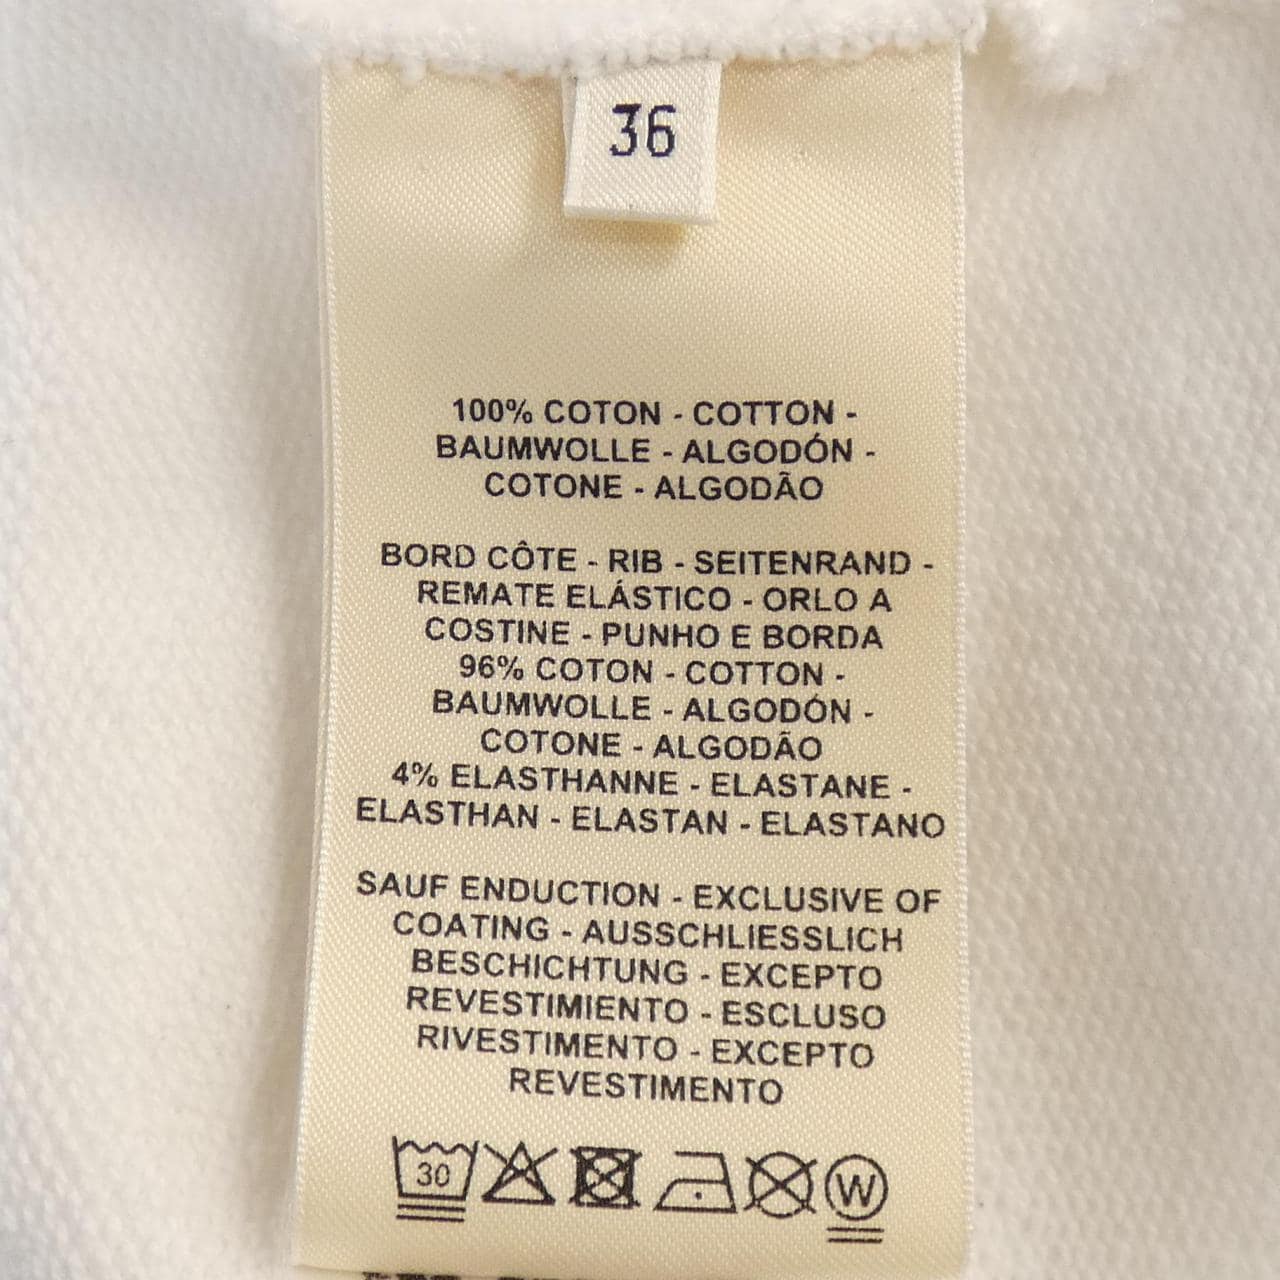 36
100% COTON - COTTON -
BAUMWOLLE - ALGODÓN -
COTONE - ALGODÃO
BORD CÔTE - RIB - SEITENRAND -
REMATE ELÁSTICO - ORLO A
COSTINE - PUNHO E BORDA
96% COTON - COTTON -
BAUMWOLLE - ALGODÓN -
COTONE - ALGODÃO
4% ELASTHANNE - ELASTANE -
ELASTHAN - ELASTAN - ELASTANO
SAUF ENDUCTION - EXCLUSIVE OF
COATING - AUSSCHLIESSLICH
BESCHICHTUNG - EXCEPTO
REVESTIMIENTO - ESCLUSO
RIVESTIMENTO - EXCEPTO
REVESTIMENTO
30 W